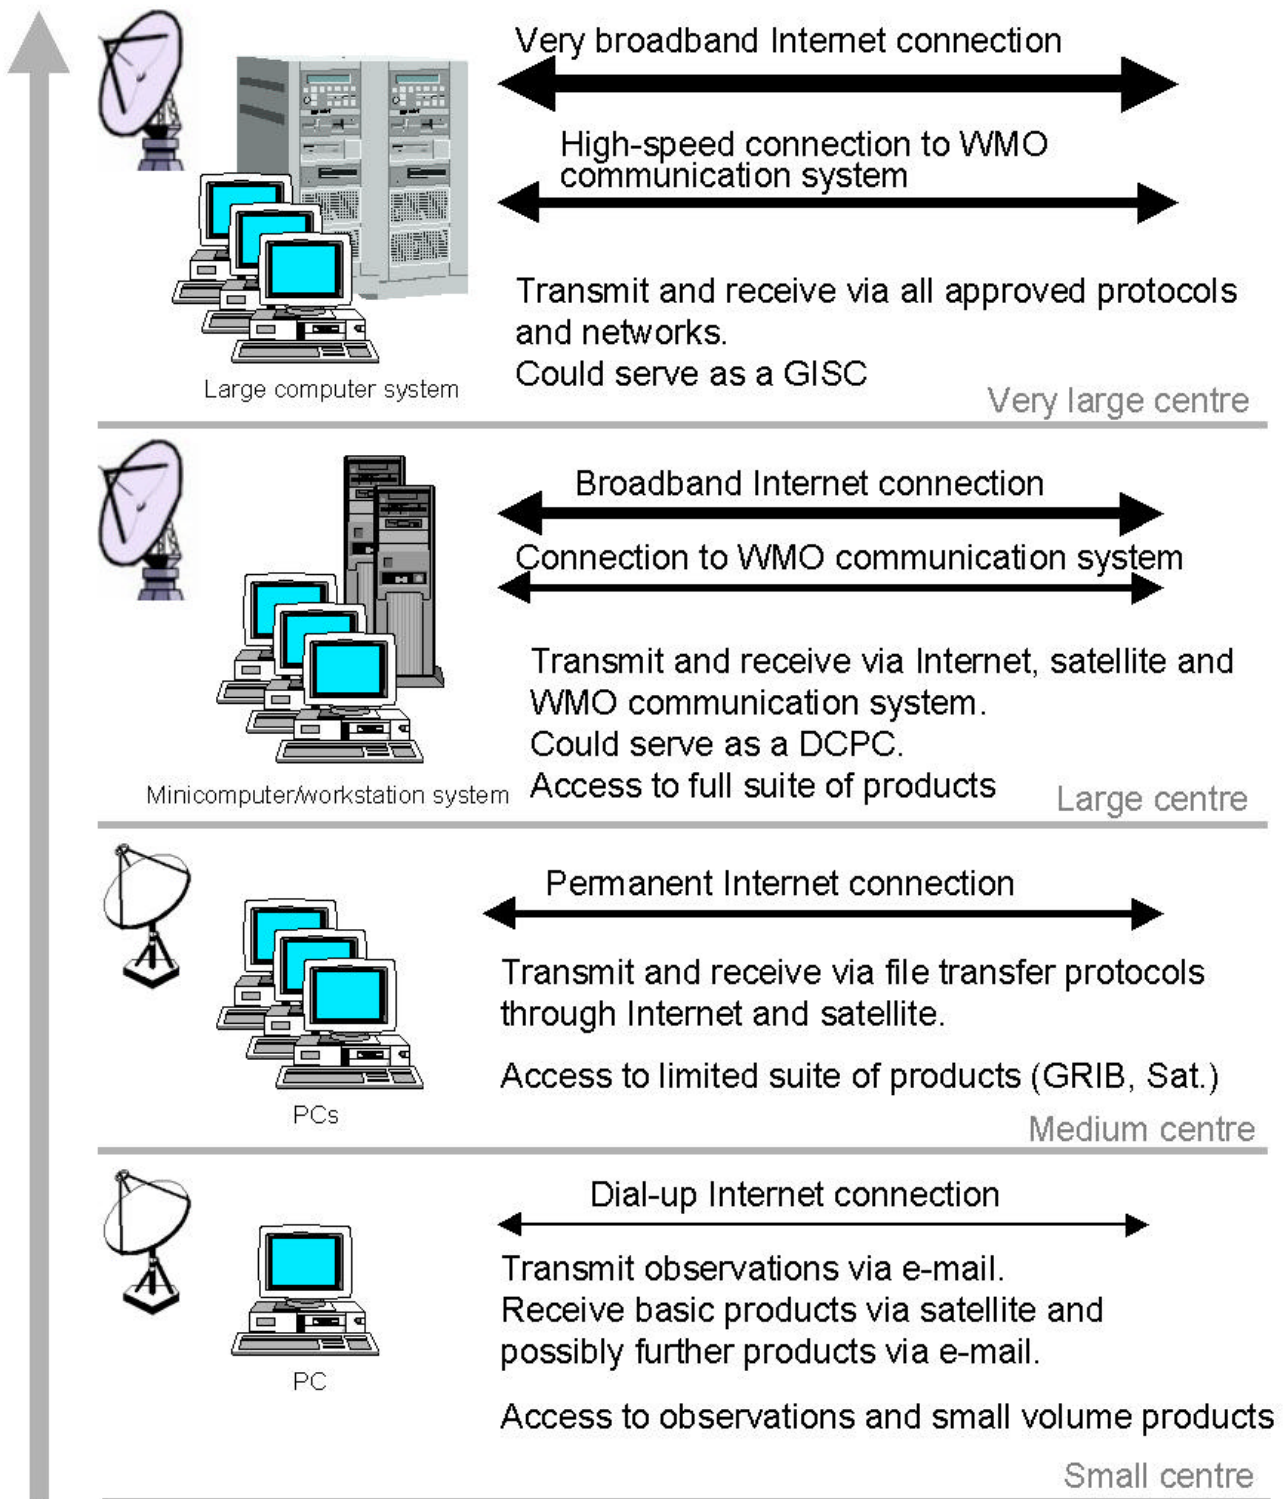 Very broadband Internet connection
High-speed connection to WMO
communication system
Transmit and receive via all approved protocols
and networks.
Could serve as a GISC
Large computer system
Very large centre
Broadband Internet connection
Connection to WMO communication system
Transmit and receive via Internet, satellite and
WMO communication system.
Could serve as a DCPC.
Access to full suite of products
Minicomputer/workstation system
Large centre
Permanent Internet connection
Transmit and receive via file transfer protocols
through Internet and satellite.
Access to limited suite of products (GRIB, Sat.)
PCs
Medium centre
Dial-up Internet connection
Transmit observations via e-mail.
Receive basic products via satellite and
possibly further products via e-mail.
PC
Access to observations and small volume products
Small centre